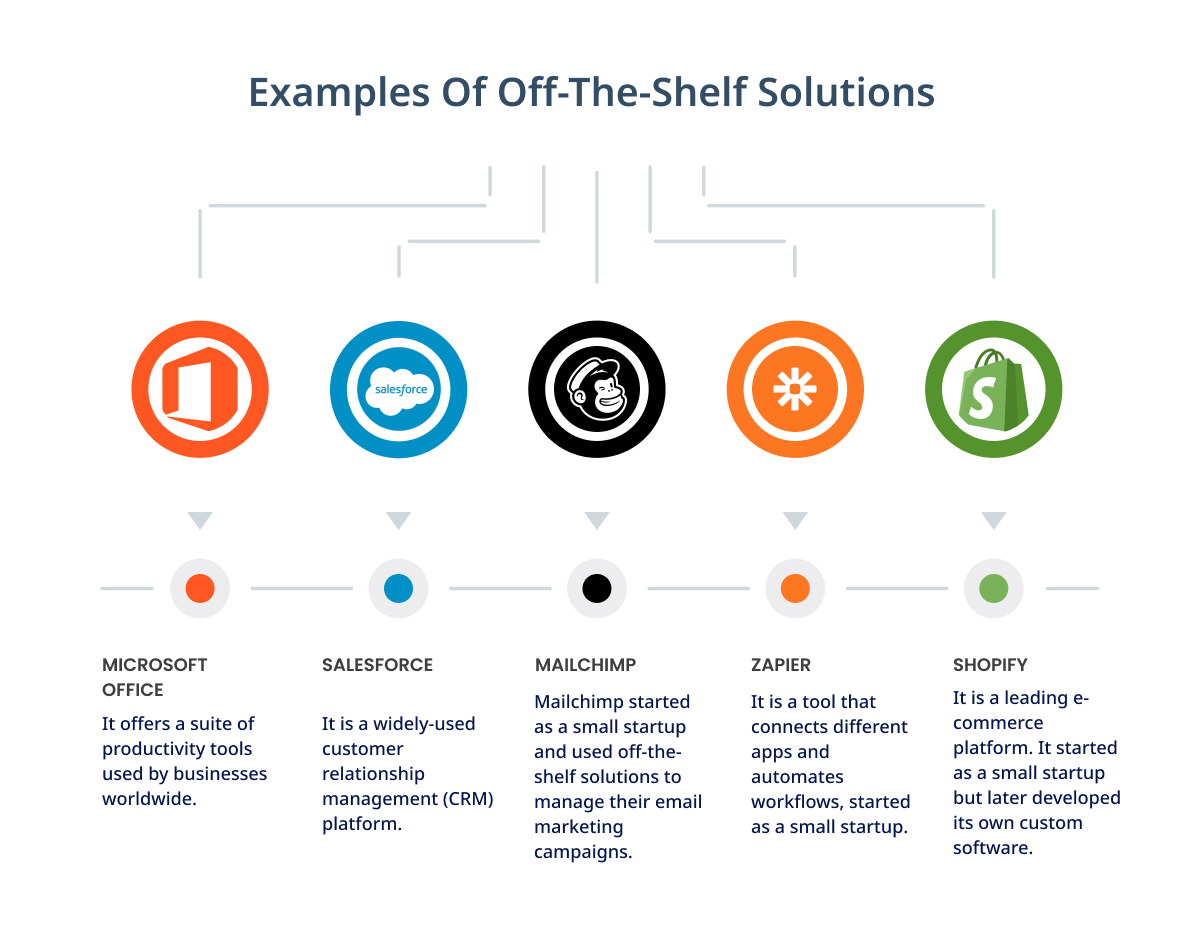 Examples Of Off-The-Shelf Solutions
salesforce
S
MICROSOFT
OFFICE
It offers a suite of
productivity tools
used by businesses
worldwide.
SALESFORCE
It is a widely-used
customer
relationship
management (CRM)
platform.
MAILCHIMP
Mailchimp started
as a small startup
and used off-the-
shelf solutions to
manage their email
marketing
campaigns.
ZAPIER
It is a tool that
connects different
apps and
automates
workflows, started
as a small startup.
SHOPIFY
It is a leading e-
commerce
platform. It started
as a small startup
but later developed
its own custom
software.